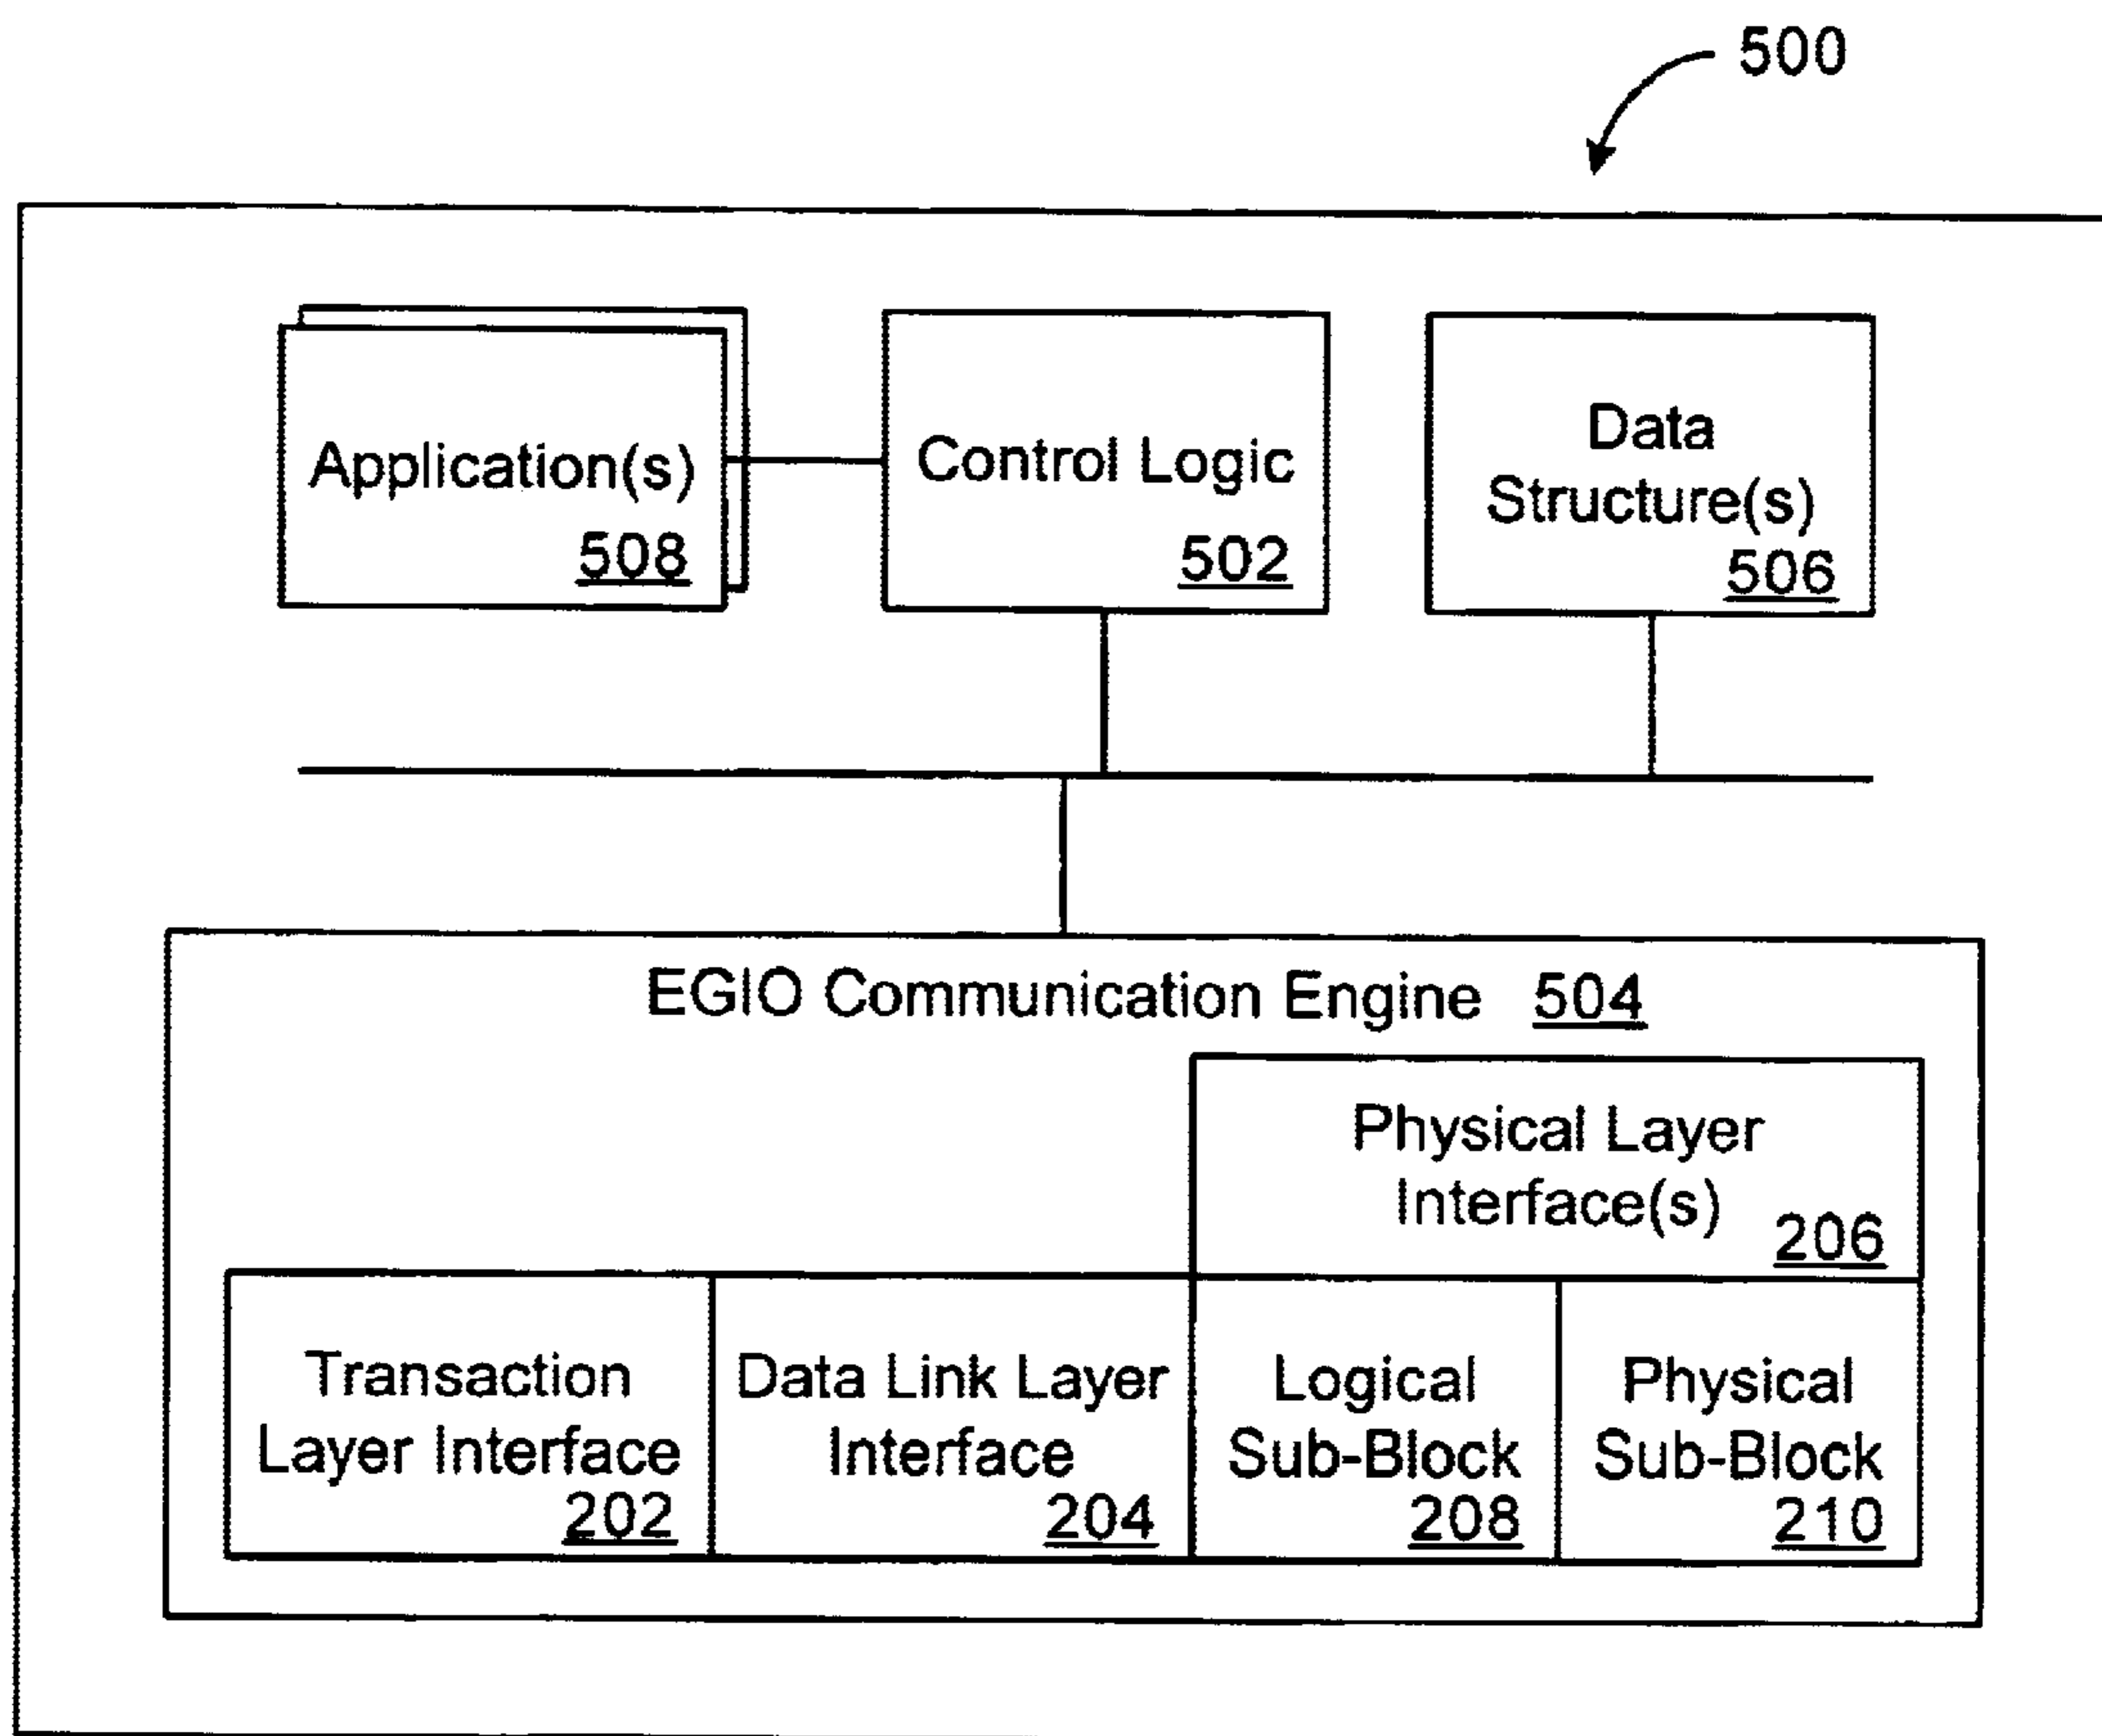 500
Application(s)
508
Control Logic
502
Data
Structure(s)
506
EGIO Communication Engine 504
Physical Layer
Interface(s)
206
Transaction
Layer Interface
202
Data Link Layer
Interface
204
Logical
Sub-Block
208
Physical
Sub-Block
210